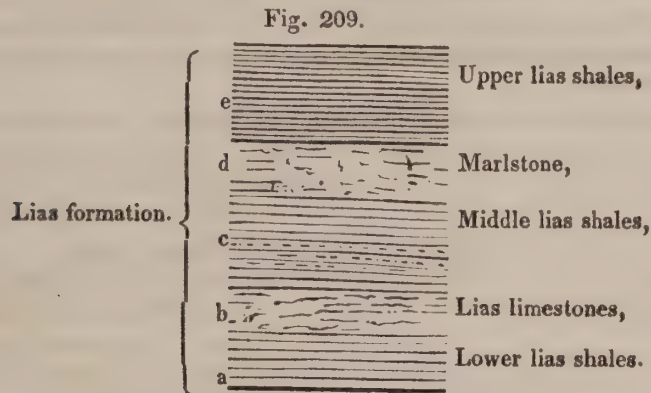 Fig. 209.
e Upper lias shales,
d Marlstone,
Lias formation.
c Middle lias shales,
b Lias limestones,
a Lower lias shales.